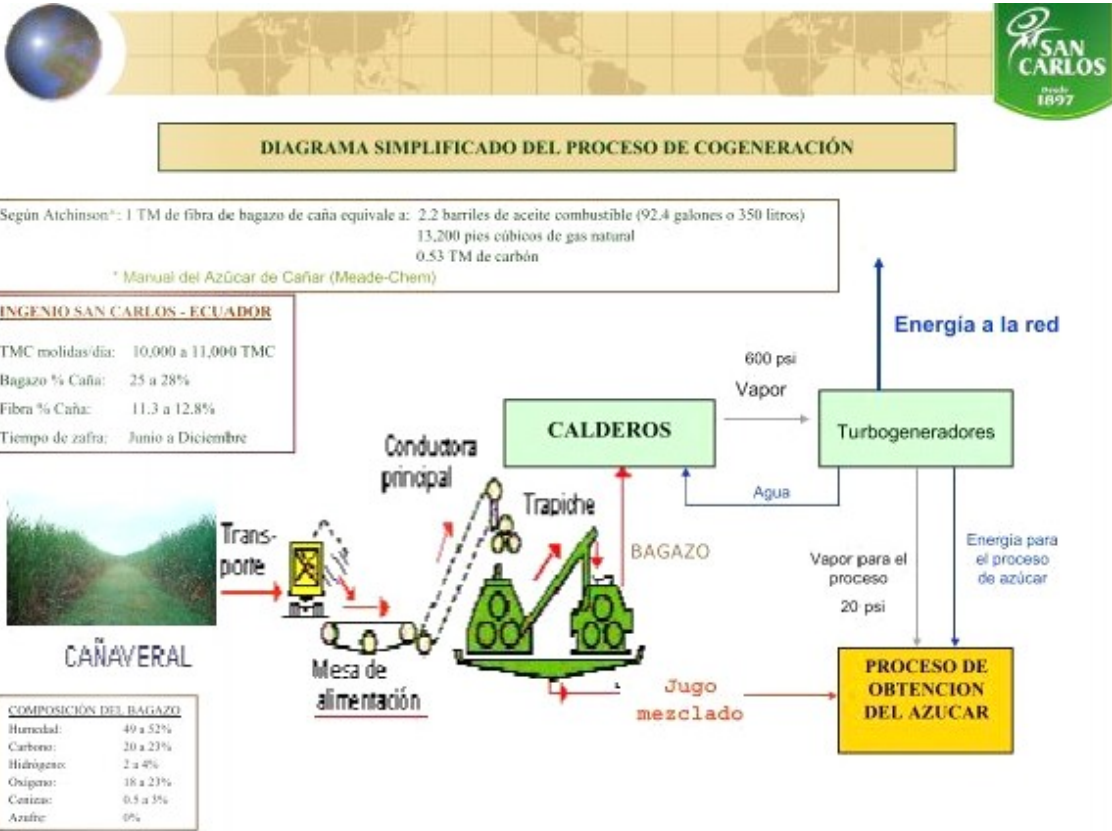 SAN
CARLOS
Desde
1897
DIAGRAMA SIMPLIFICADO DEL PROCESO DE COGENERACIÓN
Según Atchinson*: 1 TM de fibra de bagazo de caña equivale a: 2.2 barriles de aceite combustible (92.4 galones o 350 litros)
13,200 pies cúbicos de gas natural
0.53 TM de carbón
* Manual del Azúcar de Cañar (Meade-Chem)
INGENIO SAN CARLOS - ECUADOR
TMC molidas/dia: 10,000 a 11,000 TMC
Bagazo % Caña: 25 a 28%
Fibra % Caña: 11.3 a 12.8%
Tiempo de zafra: Junio a Diciembre
Energía a la red
600 psi
Vapor
CALDEROS
Turbogeneradores
Agua
Conductora
principal
Trapiche
BAGAZO
Trans-
porte
Vapor para el
proceso
20 psi
Energía para
el proceso
de azúcar
CAÑAVERAL
Mesa de
alimentación
Jugo
mezclado
PROCESO DE
OBTENCION
DEL AZUCAR
COMPOSICIÓN DEL BAGAZO
Humedad: 49 a 52%
Carbono: 20 a 23%
Hidrógeno: 2 a 4%
Oxígeno: 18 a 23%
Cenizas: 0.5 a 3%
Azufre: 0%